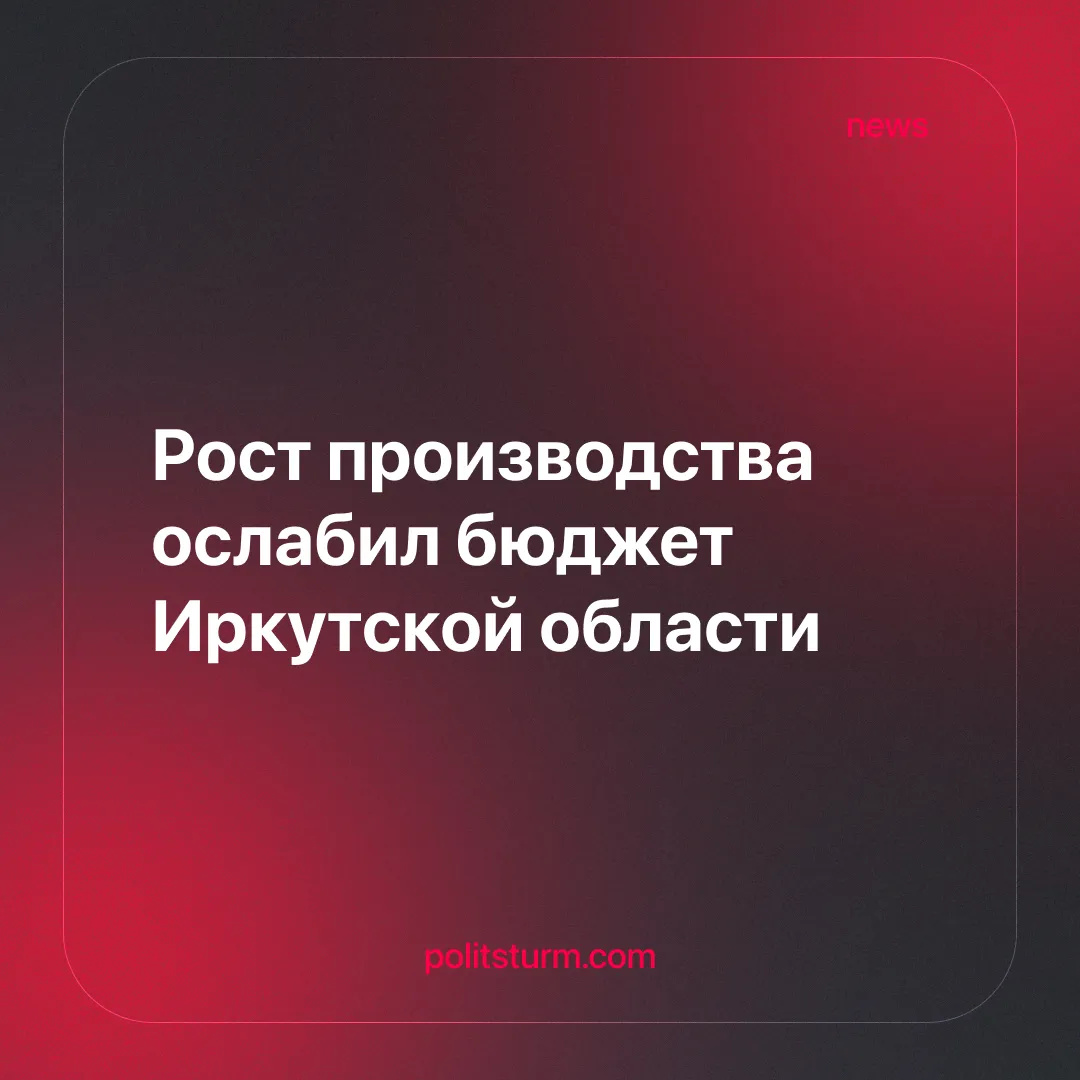 news
Рост производства
ослабил бюджет
Иркутской области
politsturm.com